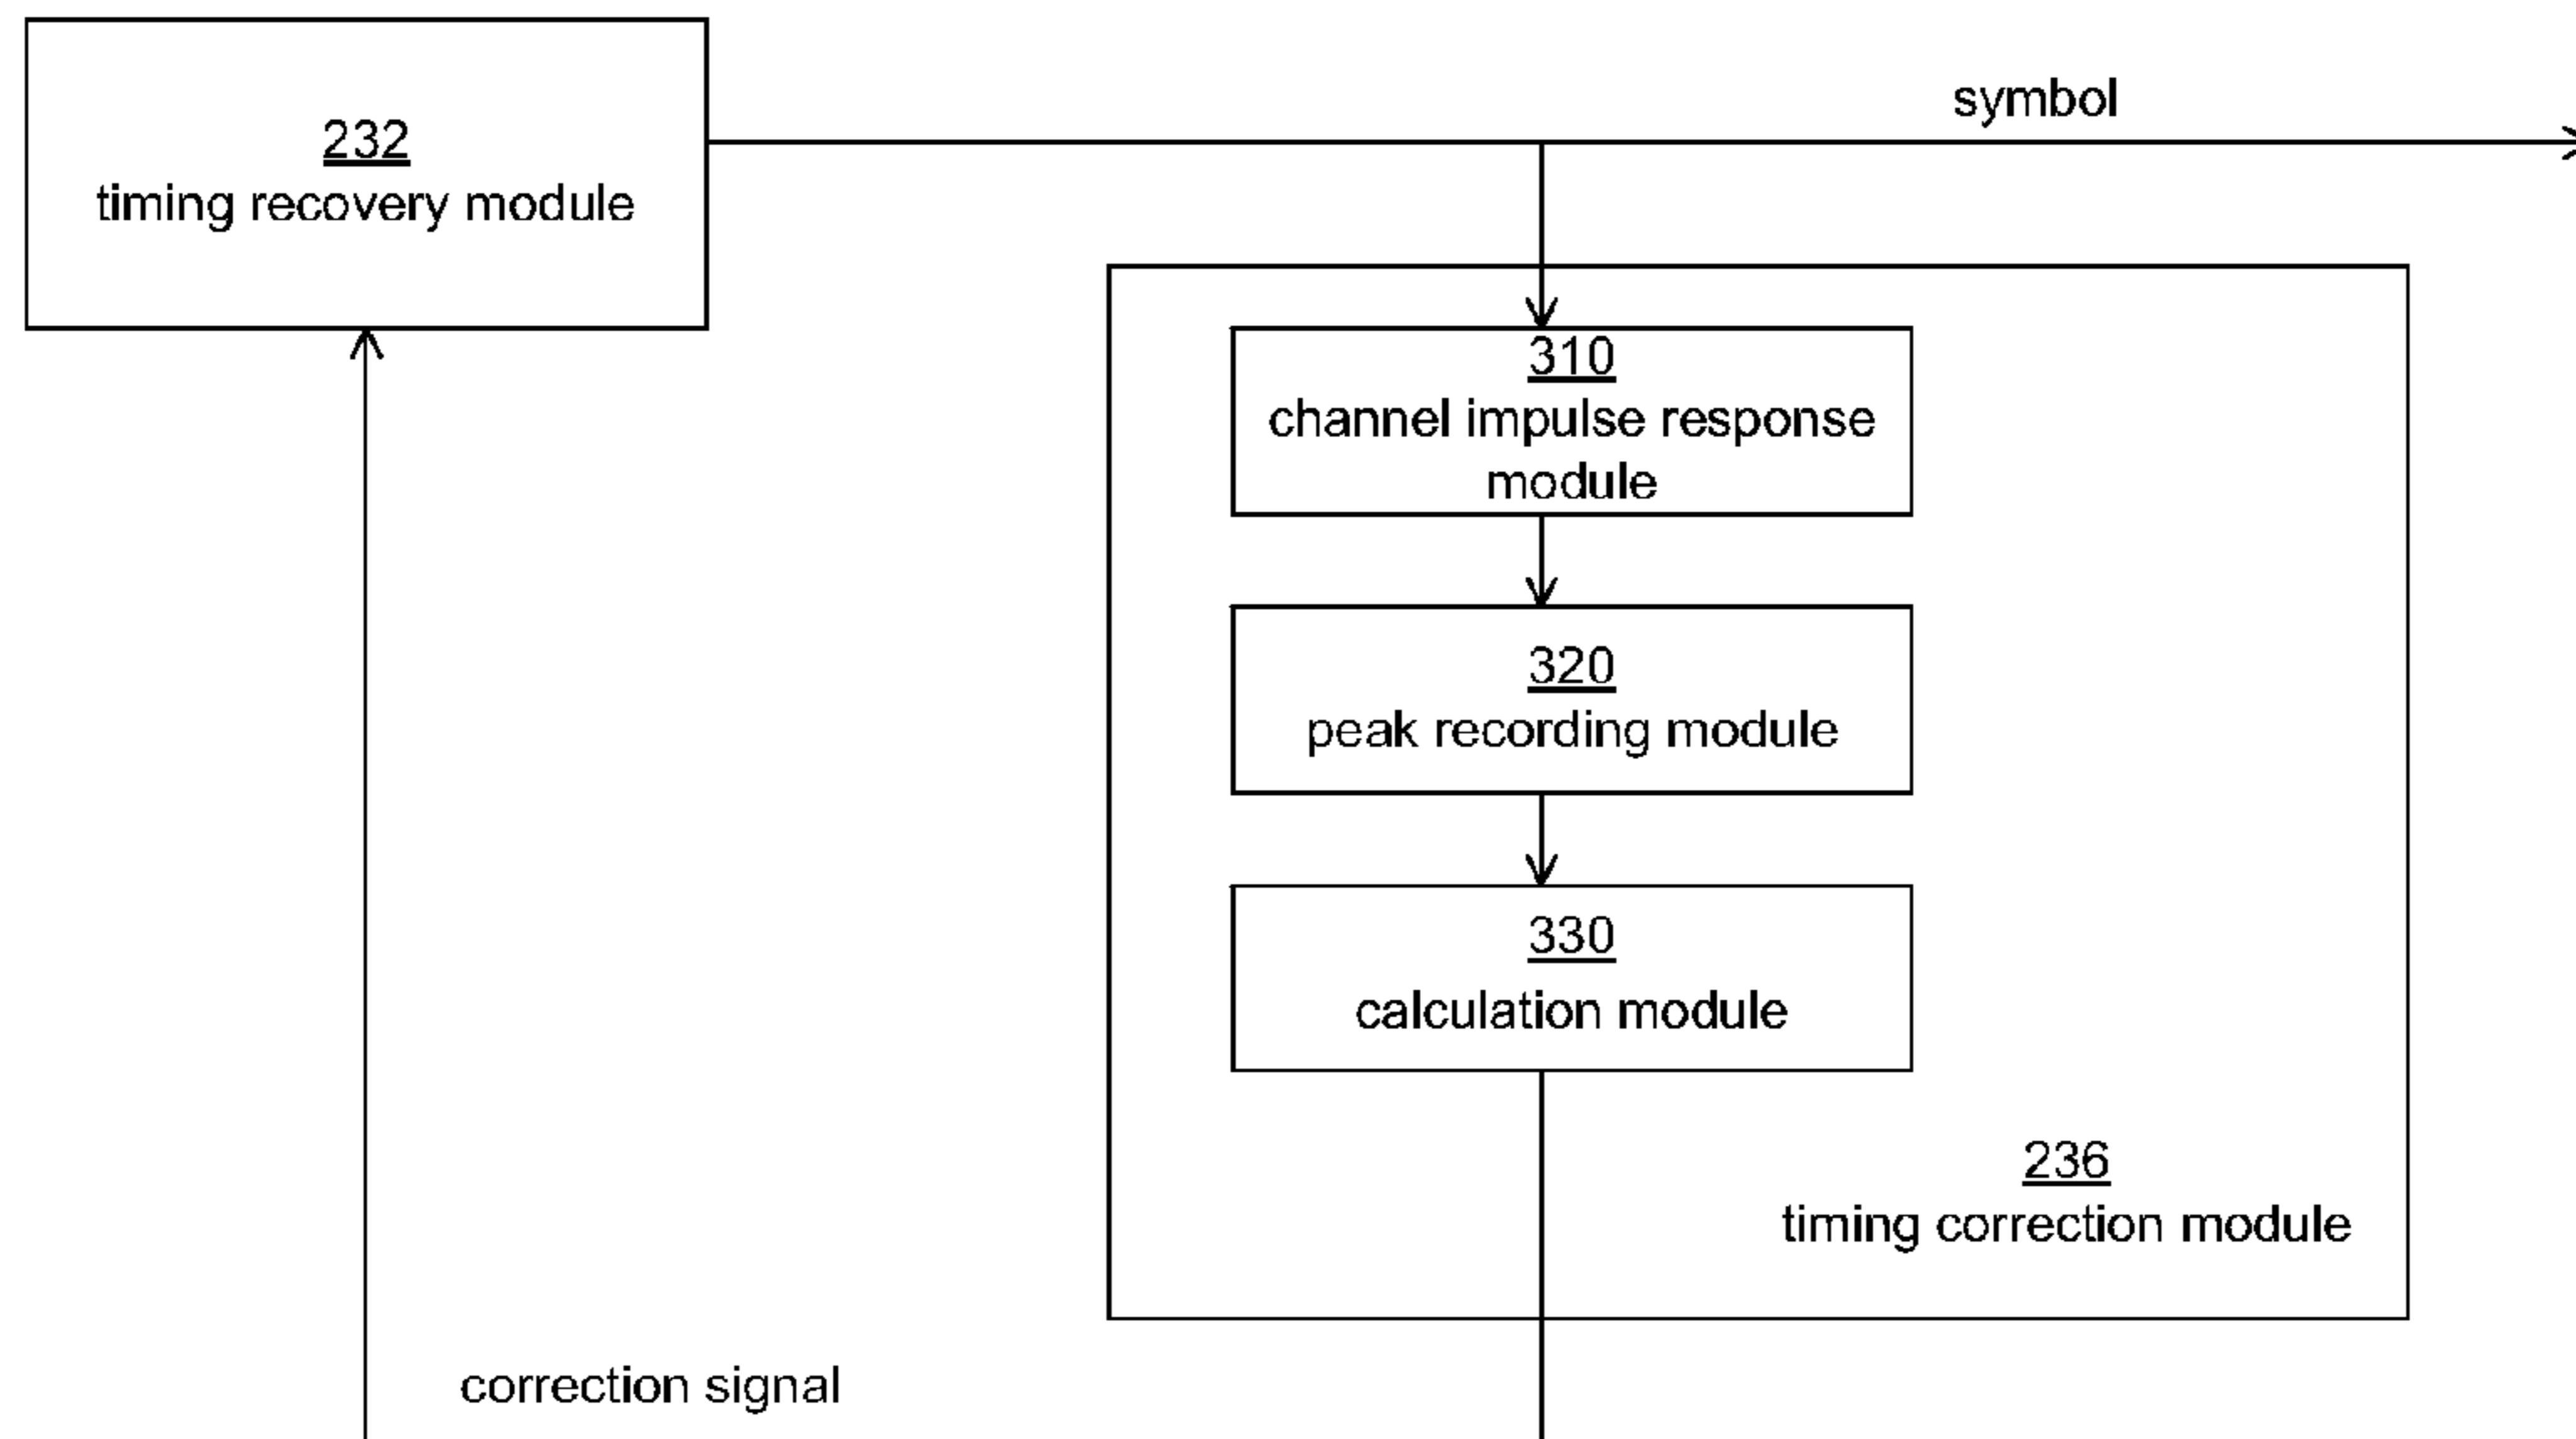 symbol
232
timing recovery module
310
channel impulse response
module
320
peak recording module
330
calculation module
236
timing correction module
correction signal